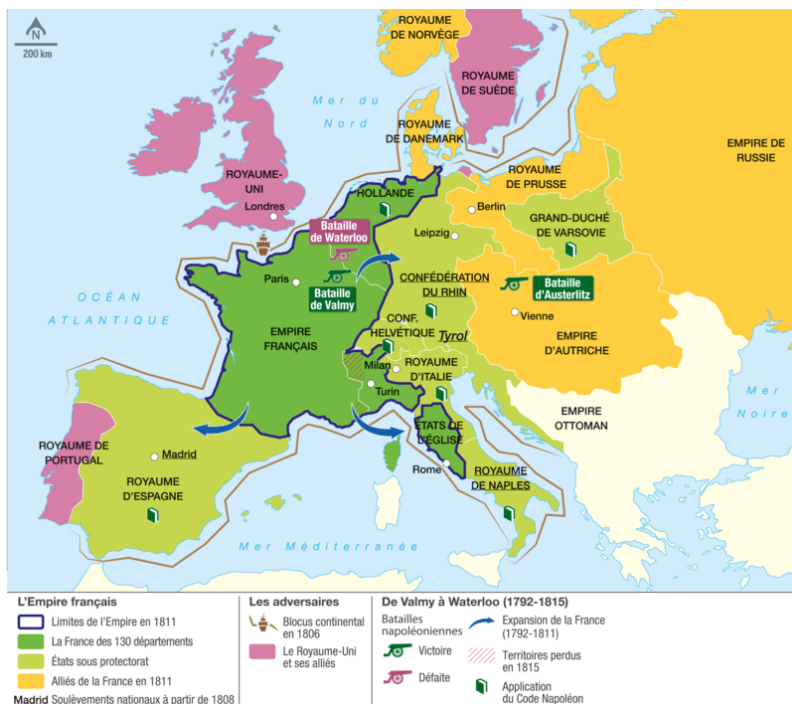 N
200 km
ROYAUME
DE NORVÈGE
ROYAUME
DE SUÈDE
Mer du
Nord
ROYAUME
DE DANEMARK
EMPIRE DE
RUSSIE
ROYAUME-
UNI
Londres
HOLLANDE
ROYAUME
DE PRUSSE
Berlin
GRAND-DUCHÉ
DE VARSOVIE
Leipzig
Bataille
de Waterloo
Paris
Bataille
de Valmy
CONFÉDÉRATION
DU RHIN
Bataille
d'Austerlitz
Vienne
OCÉAN
ATLANTIQUE
EMPIRE
FRANÇAIS
CONF.
HELVÉTIQUE
Tyrol
EMPIRE
D'AUTRICHE
Milan
ROYAUME
D'ITALIE
Turin
EMPIRE
OTTOMAN
Mer
Noire
ÉTATS DE
L'ÉGLISE
Rome
ROYAUME DE
PORTUGAL
Madrid
ROYAUME
D'ESPAGNE
ROYAUME
DE NAPLES
Mer Méditerranée
L'Empire français
Limites de l'Empire en 1811
La France des 130 départements
États sous protectorat
Alliés de la France en 1811
Madrid Soulèvements nationaux à partir de 1808
Les adversaires
Blocus continental
en 1806
Le Royaume-Uni
et ses alliés
De Valmy à Waterloo (1792-1815)
Batailles
napoléoniennes
Victoire
Défaite
Expansion de la France
(1792-1811)
Territoires perdus
en 1815
Application
du Code Napoléon